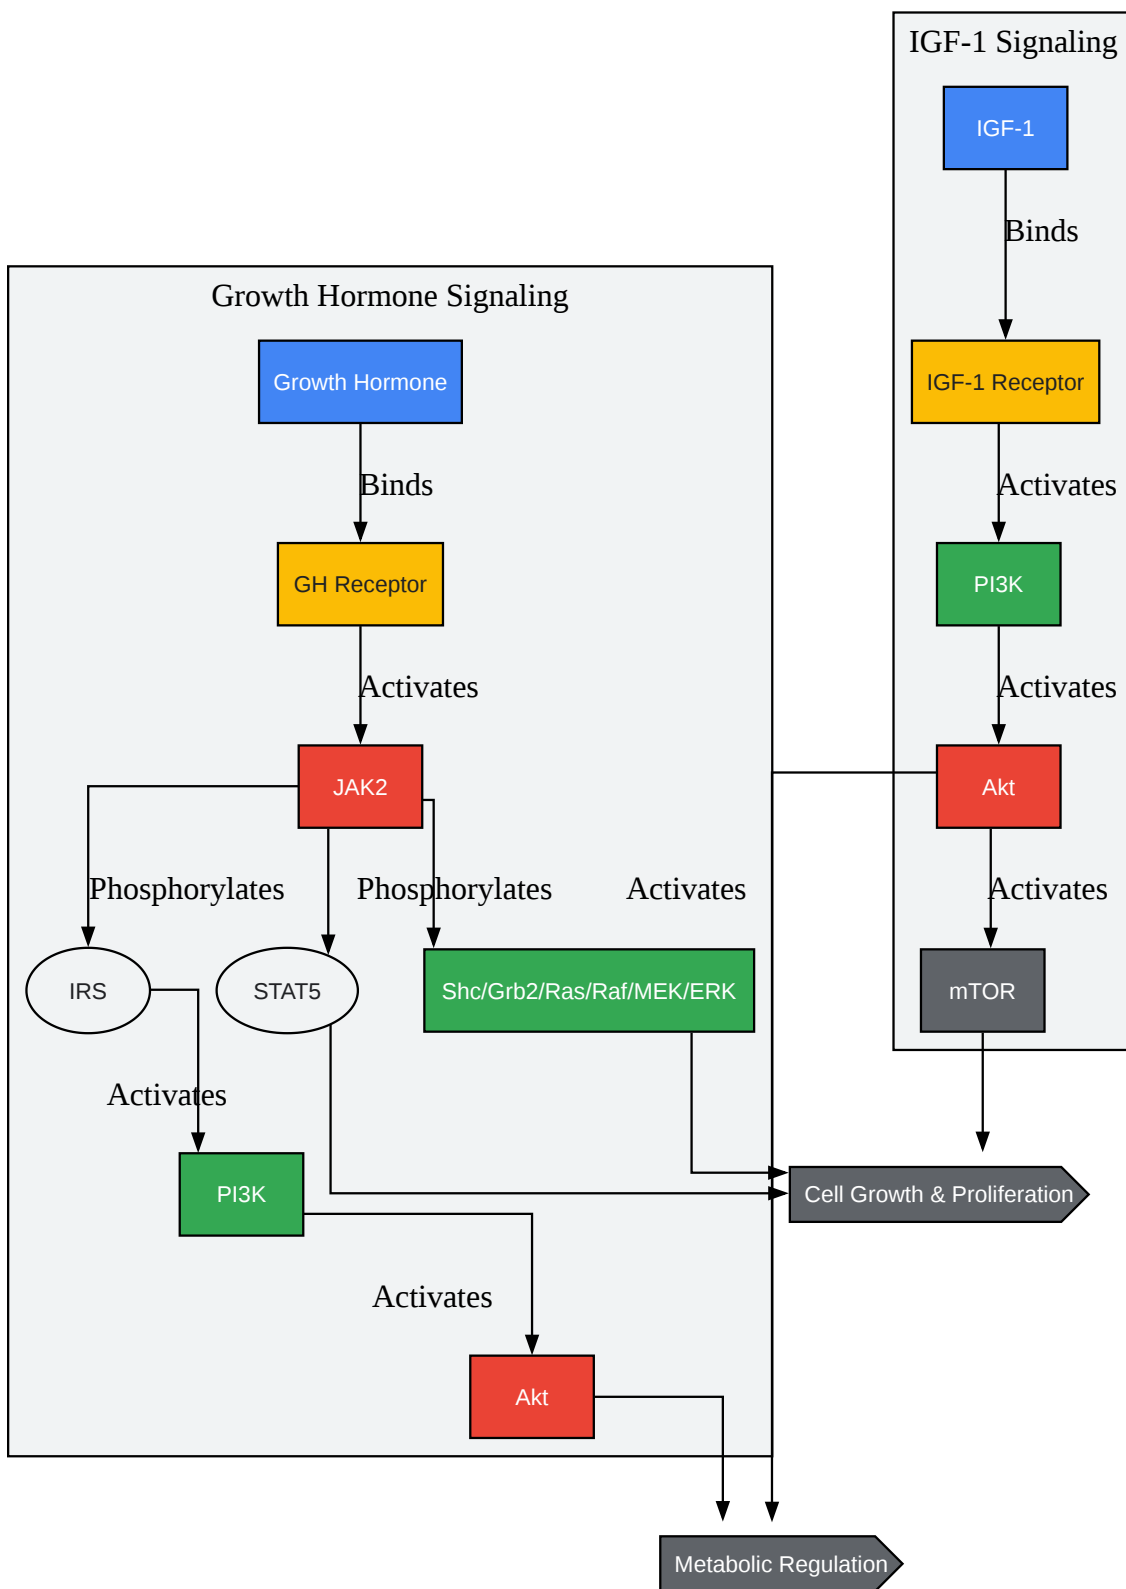 IGF-1 Signaling
IGF-1
Binds
Growth Hormone Signaling
Growth Hormone
IGF-1 Receptor
Binds
Activates
GH Receptor
PI3K
Activates
Activates
JAK2
Akt
Phosphorylates
Phosphorylates
Activates
Activates
IRS
STAT5
Shc/Grb2/Ras/Raf/MEK/ERK
mTOR
Activates
PI3K
Cell Growth & Proliferation
Activates
Akt
Metabolic Regulation